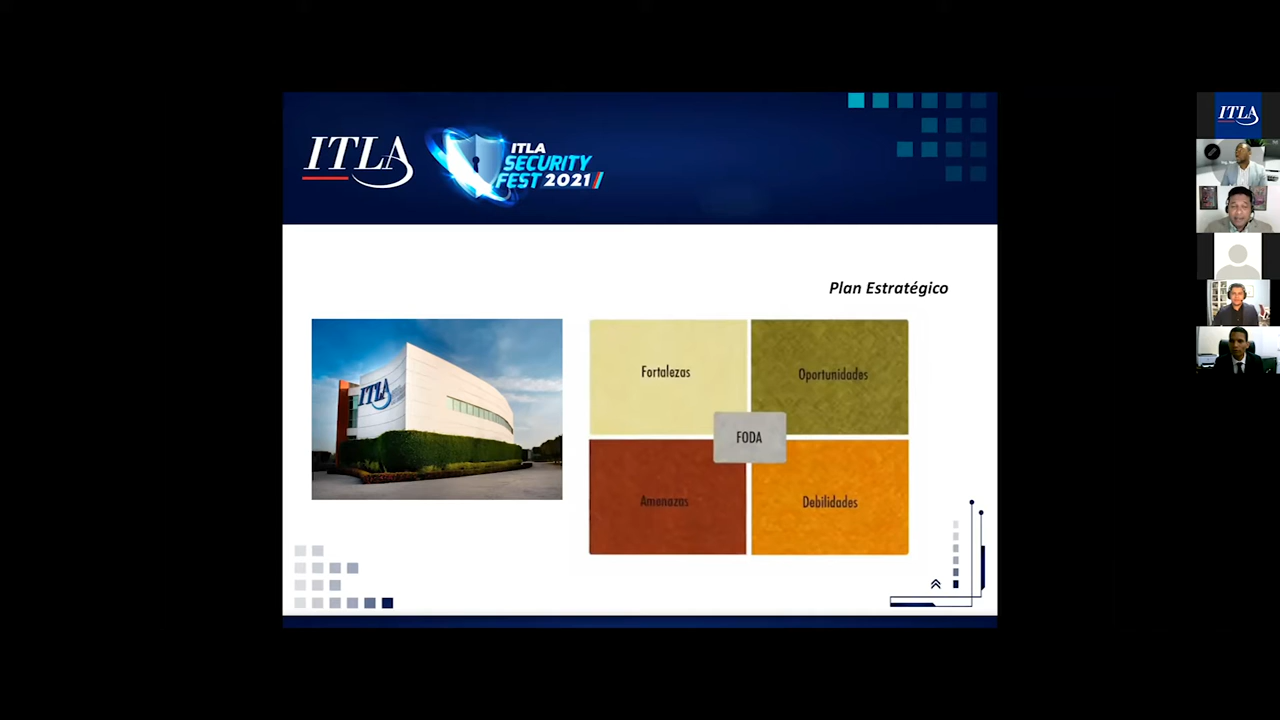 ITLA
ITLA
SECURITY
FEST 2021
Plan Estratégico
ITLA
Fortalezas
Oportunidades
FODA
Amenazas
Debilidades
ITLA